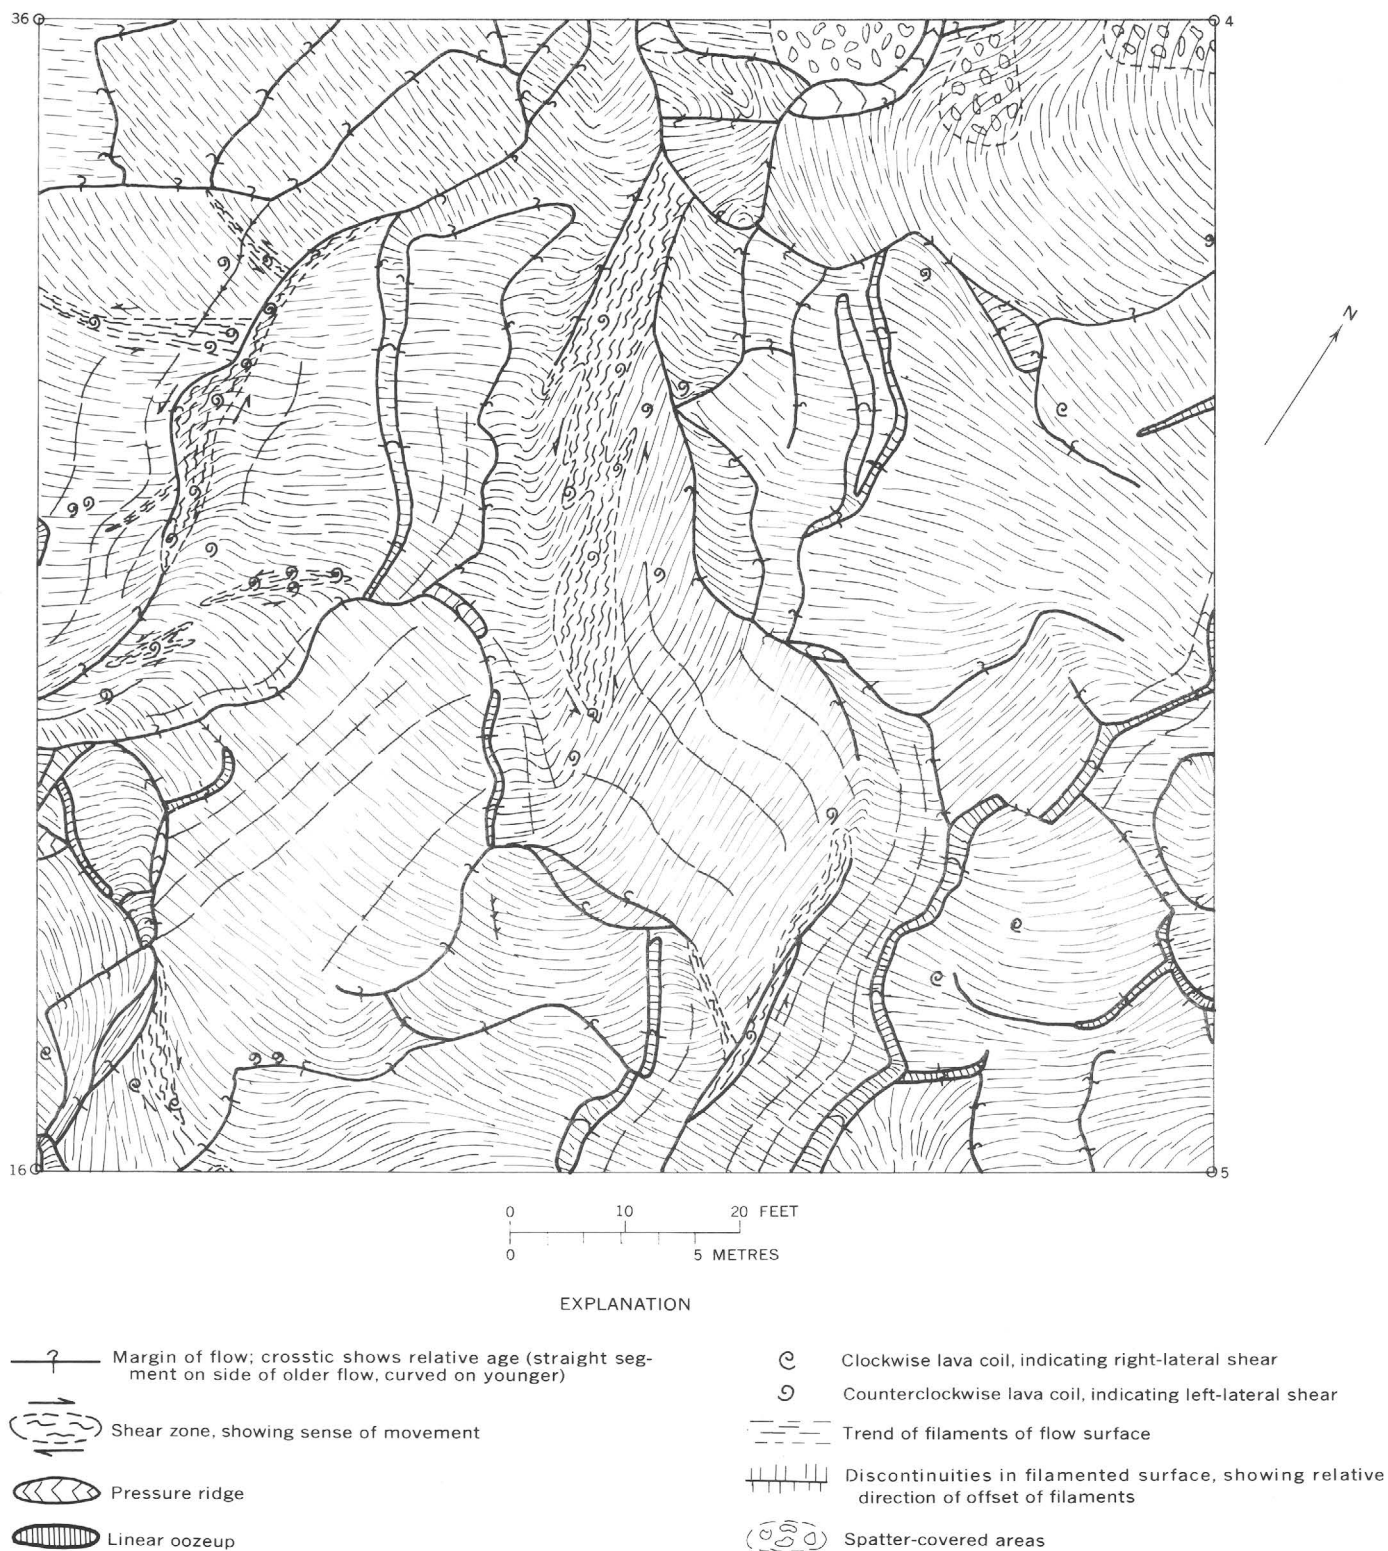 36
4
N
16
5
0 10 20 FEET
0 5 METRES
EXPLANATION
Margin of flow; crosstic shows relative age (straight seg-
ment on side of older flow, curved on younger)
Shear zone, showing sense of movement
Pressure ridge
Linear oozeup
Clockwise lava coil, indicating right-lateral shear
Counterclockwise lava coil, indicating left-lateral shear
Trend of filaments of flow surface
Discontinuities in filamented surface, showing relative
direction of offset of filaments
Spatter-covered areas